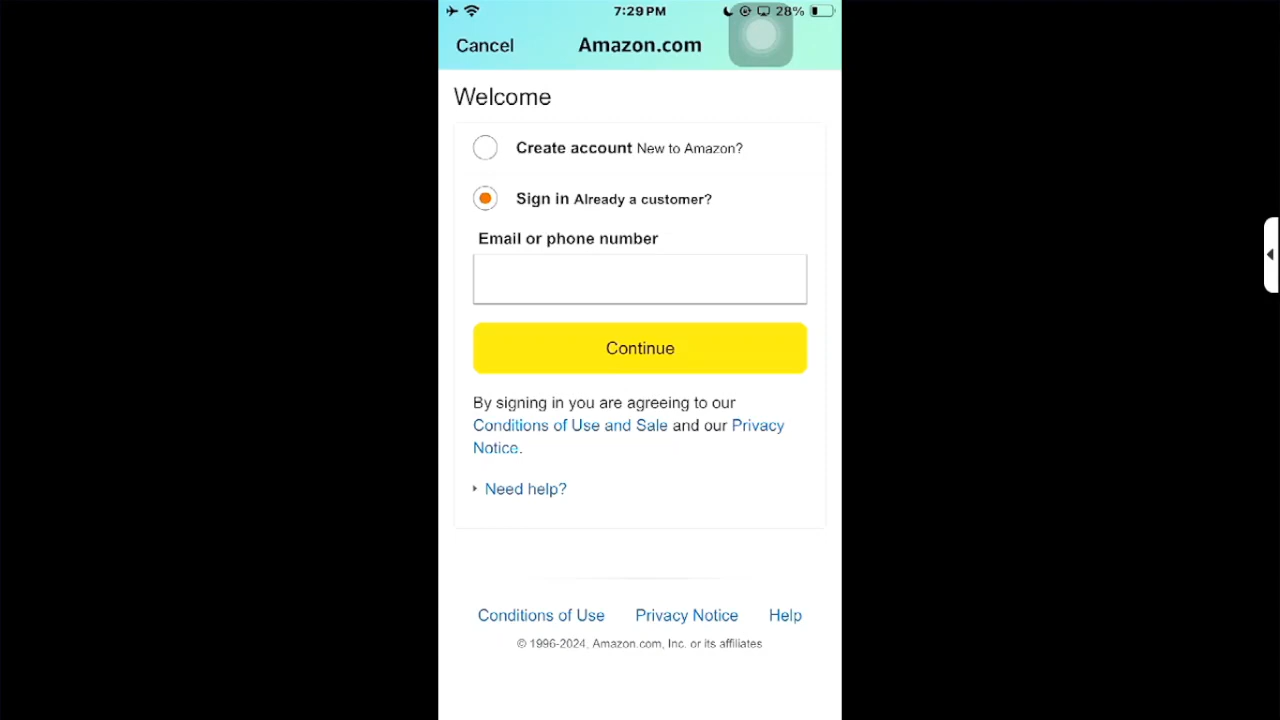 7:29 PM
28%
Cancel
Amazon.com
Welcome
Create account New to Amazon?
Sign in Already a customer?
Email or phone number
Continue
By signing in you are agreeing to our
Conditions of Use and Sale and our Privacy
Notice.
Need help?
Conditions of Use Privacy Notice Help
© 1996-2024, Amazon.com, Inc. or its affiliates